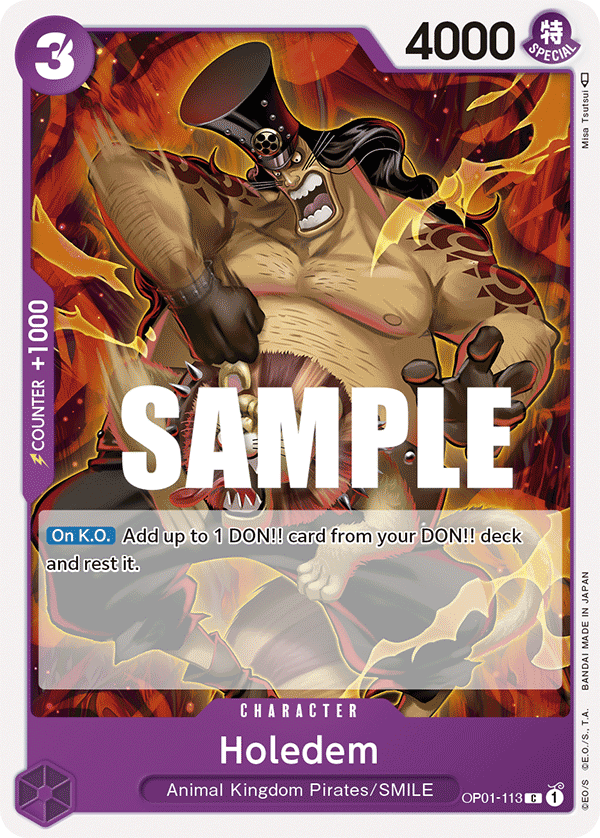 3
4000
特
SPECIAL
Misa Tsutsui
COUNTER +1000
SAMPLE
On K.O. Add up to 1 DON!! card from your DON!! deck
and rest it.
CHARACTER
Holedem
Animal Kingdom Pirates/SMILE
OP01-113 C 1
©EO/S ©E.O./S., T.A. BANDAI MADE IN JAPAN